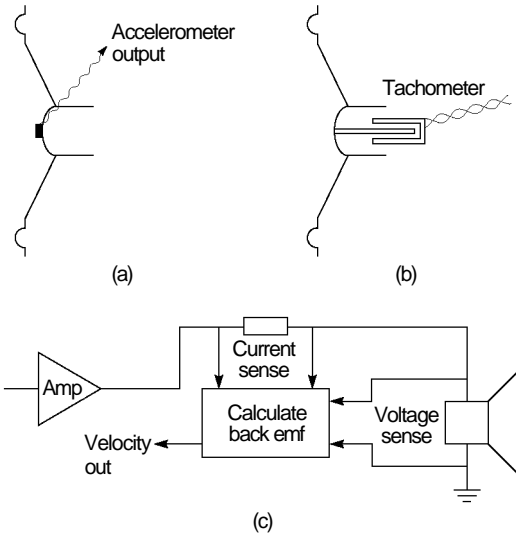 Accelerometer
output
Tachometer
(a)
(b)
Current
sense
Amp
Calculate
back emf
Voltage
sense
Velocity
out
(c)